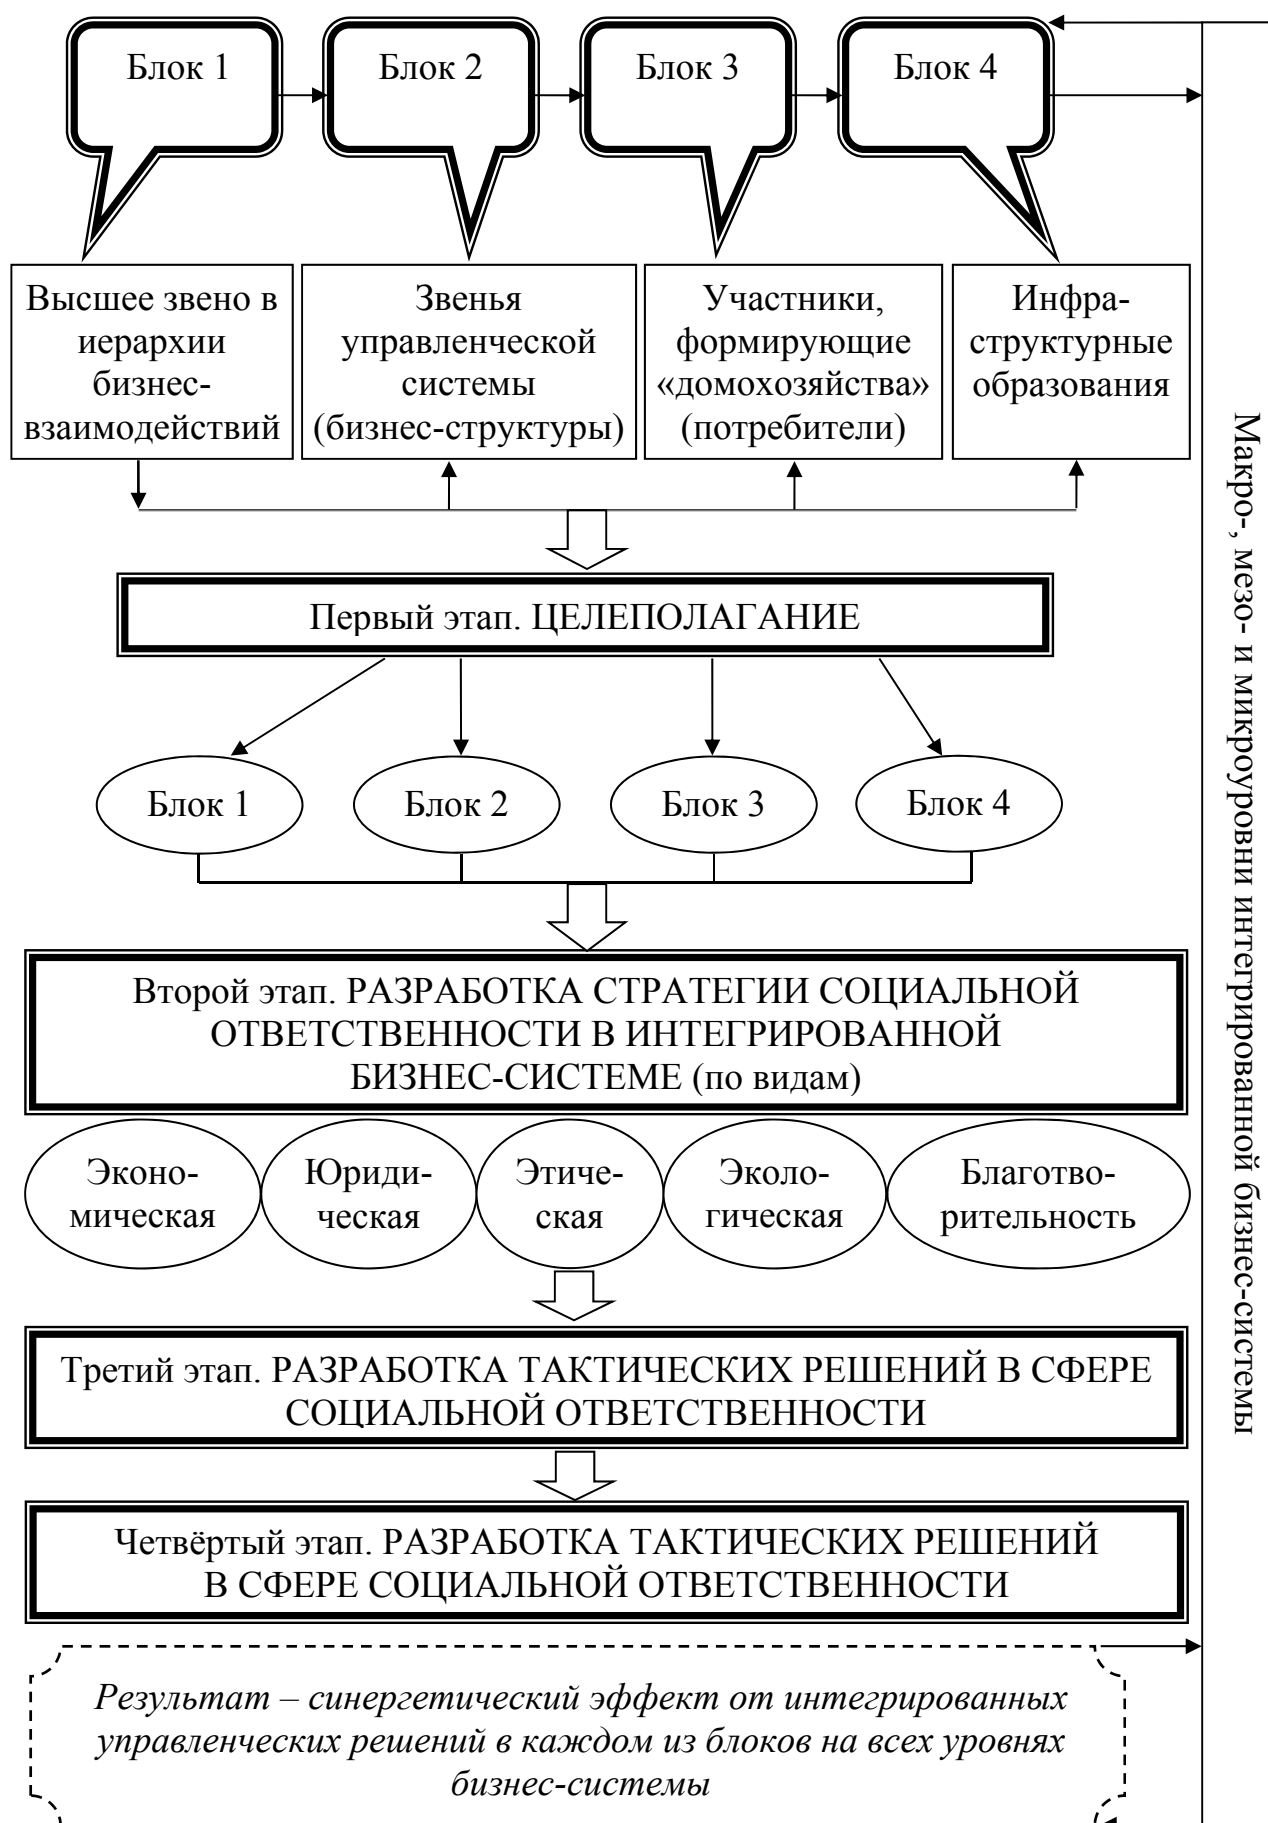 Блок 1
Блок 2
Блок 3
Блок 4
Высшее звено в
иерархии
бизнес-
взаимодействий
Звенья
управленческой
системы
(бизнес-структуры)
Участники,
формирующие
«домохозяйства»
(потребители)
Инфра-
структурные
образования
Первый этап. ЦЕЛЕПОЛАГАНИЕ
Блок 1
Блок 2
Блок 3
Блок 4
Второй этап. РАЗРАБОТКА СТРАТЕГИИ СОЦИАЛЬНОЙ
ОТВЕТСТВЕННОСТИ В ИНТЕГРИРОВАННОЙ
БИЗНЕС-СИСТЕМЕ (по видам)
Эконо-
мическая
Юриди-
ческая
Этиче-
ская
Эколо-
гическая
Благотво-
рительность
Третий этап. РАЗРАБОТКА ТАКТИЧЕСКИХ РЕШЕНИЙ В СФЕРЕ
СОЦИАЛЬНОЙ ОТВЕТСТВЕННОСТИ
Четвёртый этап. РАЗРАБОТКА ТАКТИЧЕСКИХ РЕШЕНИЙ
В СФЕРЕ СОЦИАЛЬНОЙ ОТВЕТСТВЕННОСТИ
Результат – синергетический эффект от интегрированных
управленческих решений в каждом из блоков на всех уровнях
бизнес-системы
Макро-, мезо- и микроуровни интегрированной бизнес-системы